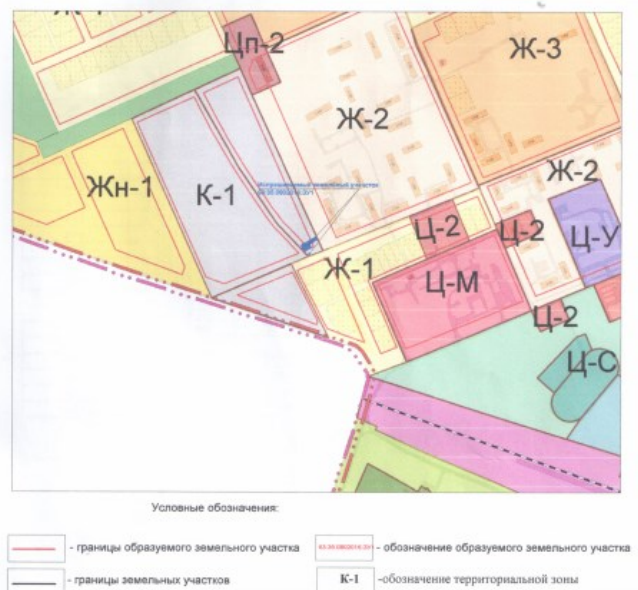 Цп-2
Ж-3
Ж-2
Ж-2
Жн-1
К-1
Ц-2
Ц-2
Ц-У
Ж-1
Ц-М
Ц-2
Ц-С
Условные обозначения:
- границы образуемого земельного участка
- обозначение образуемого земельного участка
- границы земельных участков
К-1 -обозначение территориальной зоны